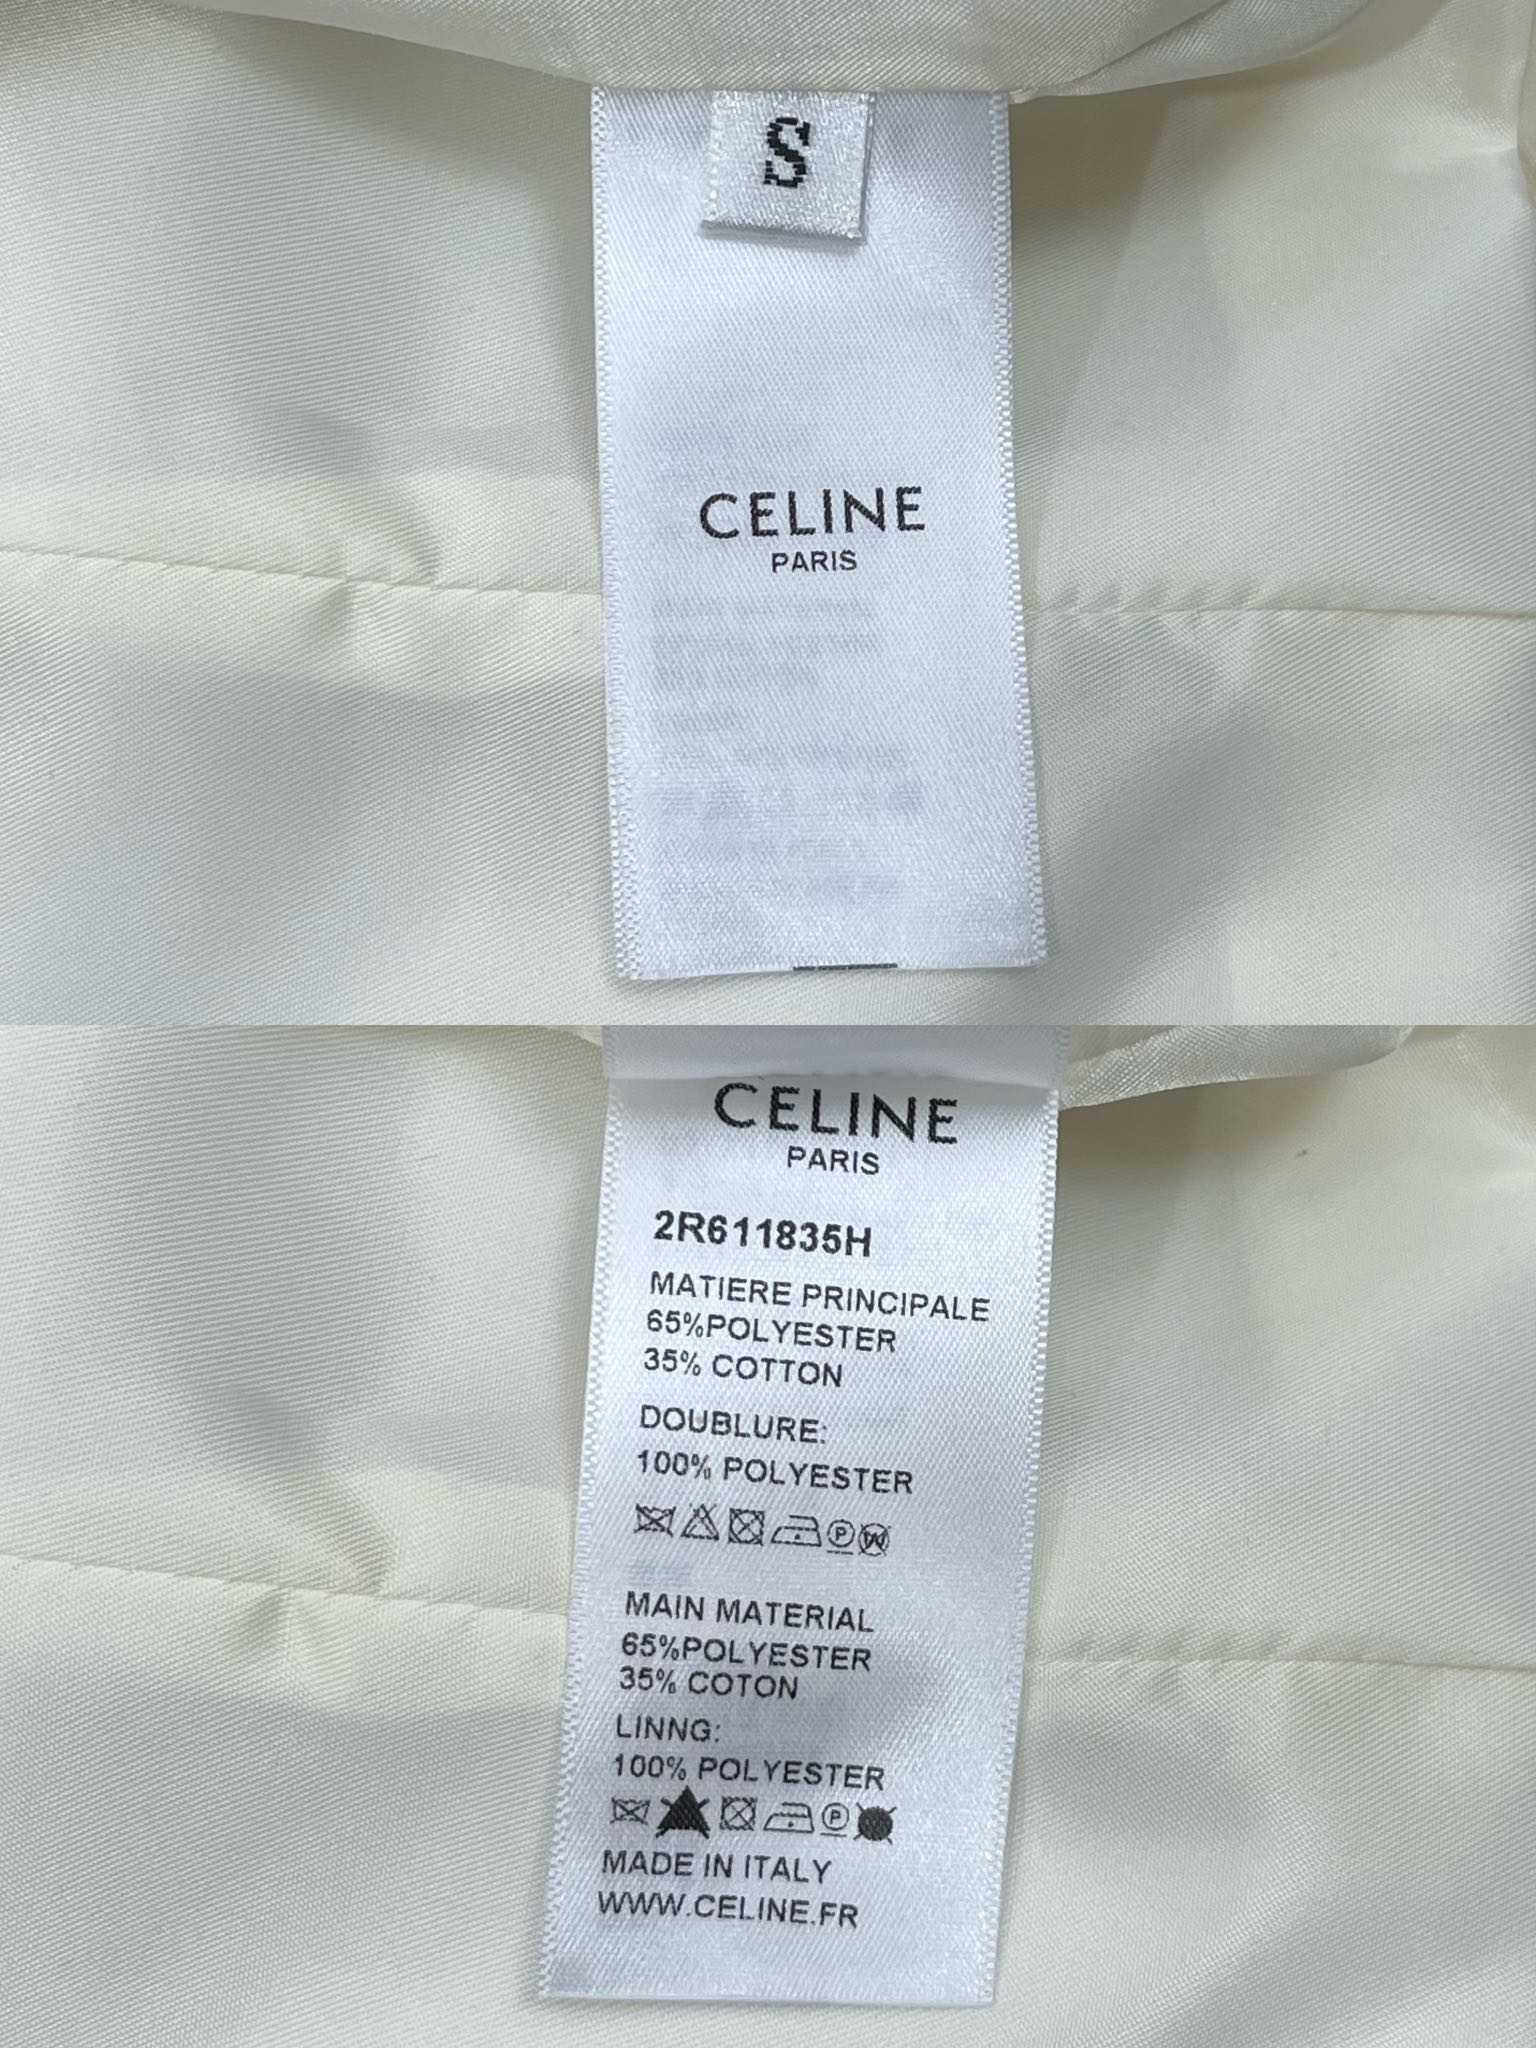 S
CELINE
PARIS
CELINE
PARIS
2R611835H
MATIERE PRINCIPALE
65%POLYESTER
35% COTTON
DOUBLURE:
100% POLYESTER
P W
MAIN MATERIAL
65%POLYESTER
35% COTON
LINNG:
100% POLYESTER
P
MADE IN ITALY
WWW.CELINE.FR